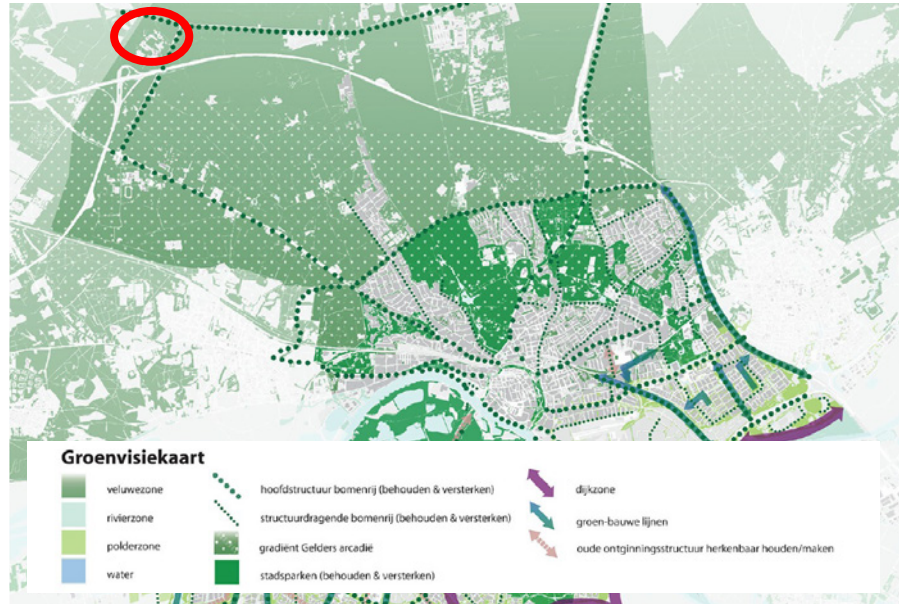 Groenvisiekaart
veluwezone
rivierzone
polderzone
water
hoofdstructuur bomenrij (behouden & versterken)
structuurdragende bomenrij (behouden & versterken)
gradiënt Gelders arcadië
stadsparken (behouden & versterken)
dijkzone
groen-bauwe lijnen
oude ontginningsstructuur herkenbaar houden/maken